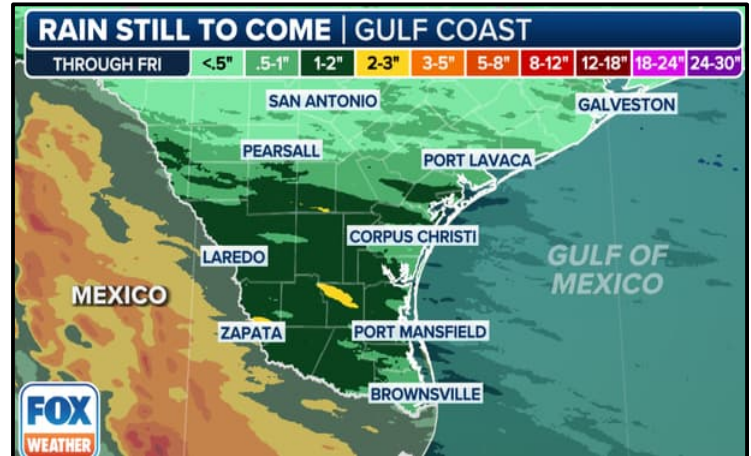 RAIN STILL TO COME | GULF COAST
THROUGH FRI <.5" .5-1" 1-2" 2-3" 3-5" 5-8" 8-12" 12-18" 18-24" 24-30"
SAN ANTONIO
GALVESTON
PEARSALL
PORT LAVACA
CORPUS CHRISTI
LAREDO
GULF OF
MEXICO
MEXICO
ZAPATA
PORT MANSFIELD
BROWNSVILLE
FOX
WEATHER